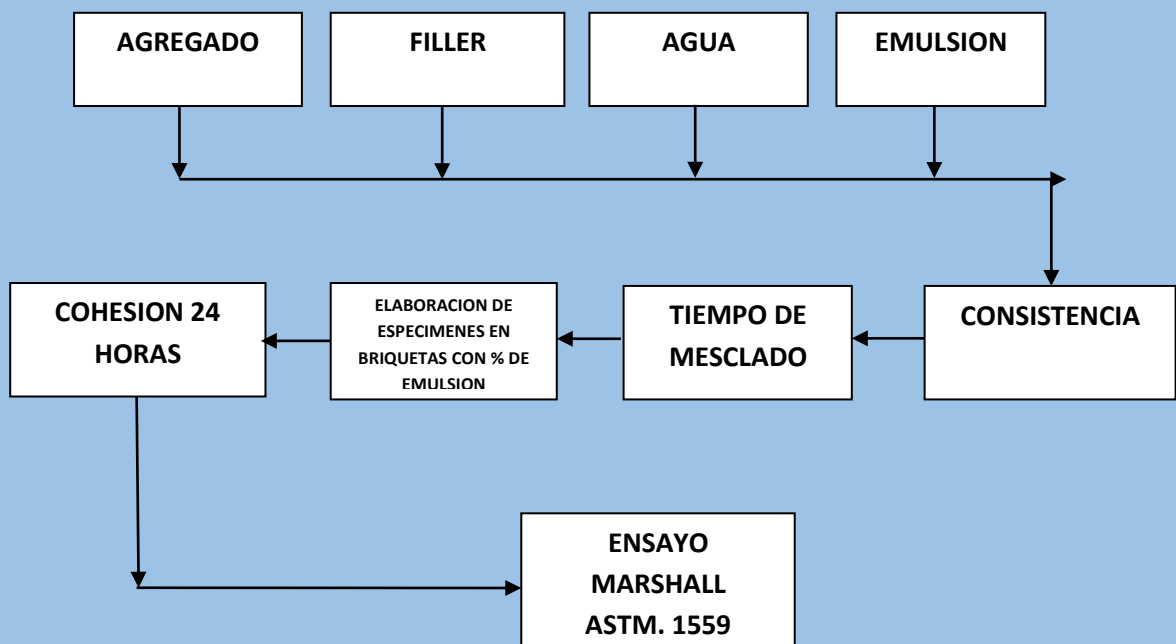 AGREGADO
FILLER
AGUA
EMULSION
CONSISTENCIA
TIEMPO DE
MESCLADO
ELABORACION DE
ESPECIMENES EN
BRIQUETAS CON % DE
EMULSION
COHESION 24
HORAS
ENSAYO
MARSHALL
ASTM. 1559